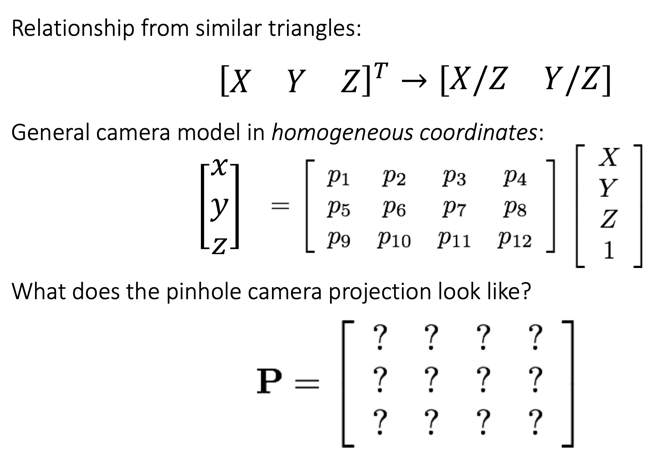 Relationship from similar triangles:
[X Y Z]ᵀ → [X/Z Y/Z]
General camera model in homogeneous coordinates:
[x] = [p₁ p₂ p₃ p₄] [X]
[y] [p₅ p₆ p₇ p₈] [Y]
[z] [p₉ p₁₀ p₁₁ p₁₂] [Z]
[1]
What does the pinhole camera projection look like?
[? ? ? ?]
P = [? ? ? ?]
[? ? ? ?]